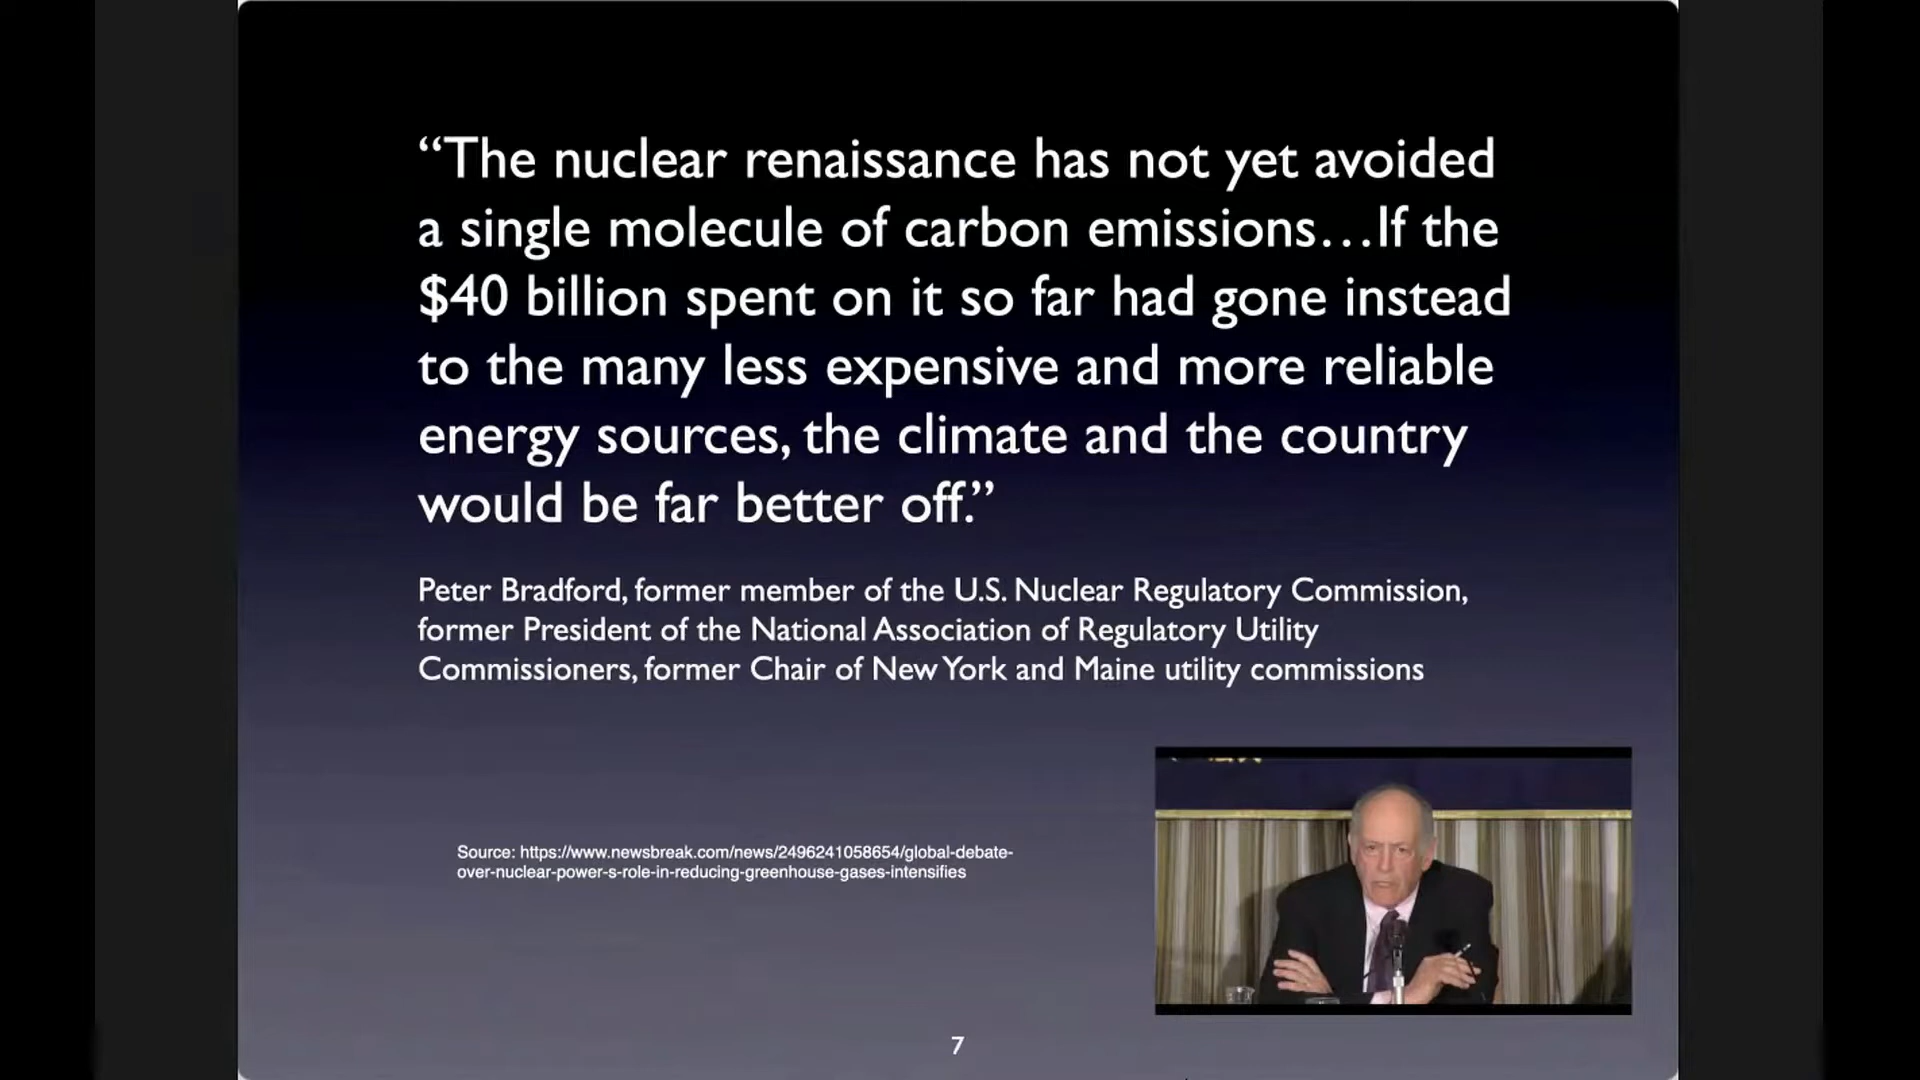 “The nuclear renaissance has not yet avoided
a single molecule of carbon emissions…If the
$40 billion spent on it so far had gone instead
to the many less expensive and more reliable
energy sources, the climate and the country
would be far better off.”
Peter Bradford, former member of the U.S. Nuclear Regulatory Commission,
former President of the National Association of Regulatory Utility
Commissioners, former Chair of New York and Maine utility commissions
Source: https://www.newsbreak.com/news/2496241058654/global-debate-
over-nuclear-power-s-role-in-reducing-greenhouse-gases-intensifies
7